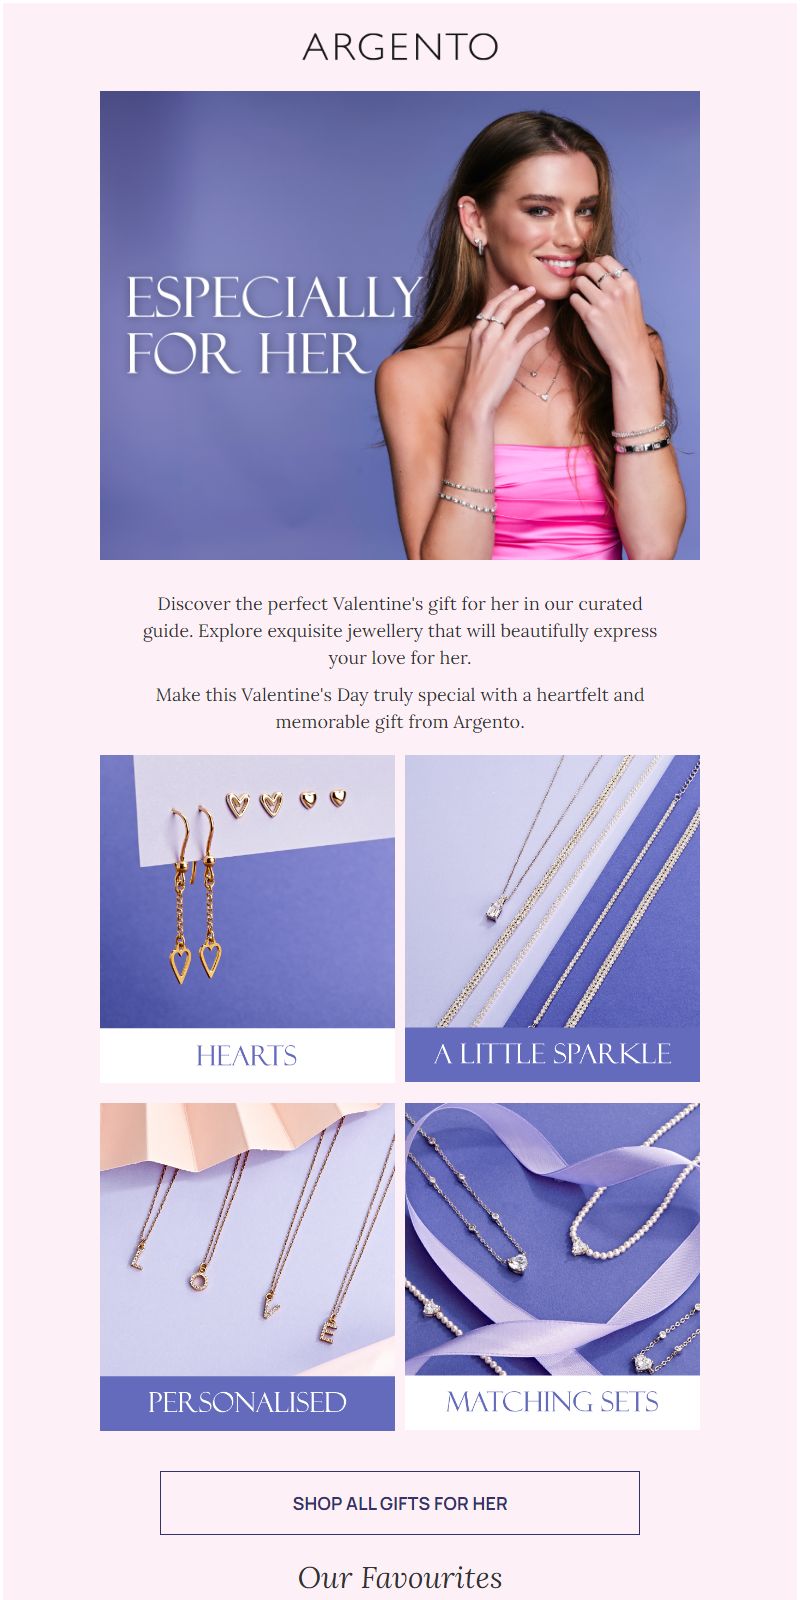 ARGENTO
ESPECIALLY
FOR HER
Discover the perfect Valentine's gift for her in our curated
guide. Explore exquisite jewellery that will beautifully express
your love for her.
Make this Valentine's Day truly special with a heartfelt and
memorable gift from Argento.
HEARTS
A LITTLE SPARKLE
L O V E
PERSONALISED
MATCHING SETS
SHOP ALL GIFTS FOR HER
Our Favourites